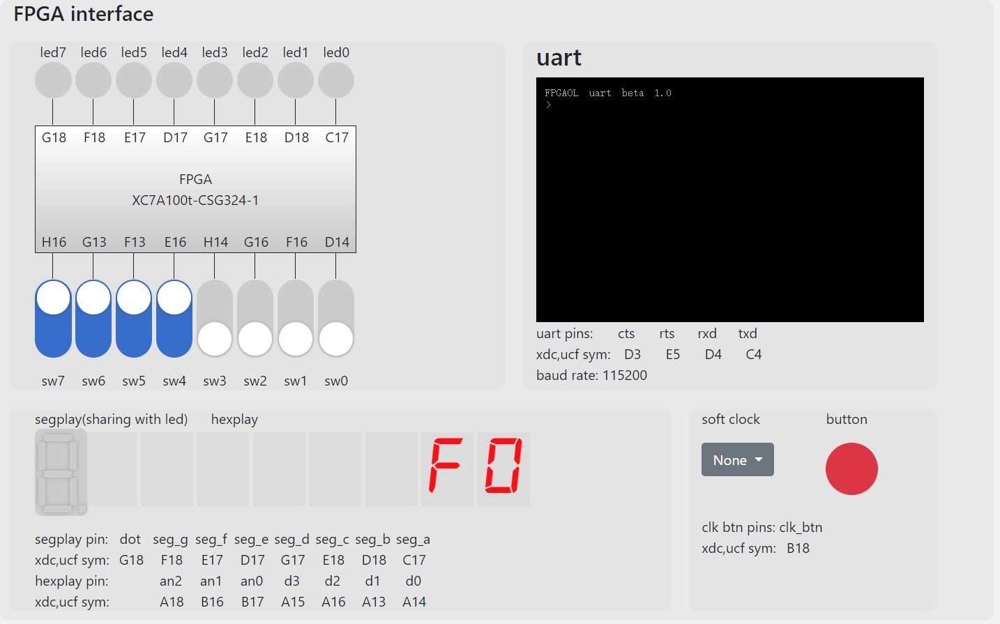 FPGA interface
led7 led6 led5 led4 led3 led2 led1 led0
G18 F18 E17 D17 G17 E18 D18 C17
FPGA
XC7A100t-CSG324-1
H16 G13 F13 E16 H14 G16 F16 D14
sw7 sw6 sw5 sw4 sw3 sw2 sw1 sw0
uart
FPGAOL uart beta 1.0
>
uart pins: cts rts rxd txd
xdc,ucf sym: D3 E5 D4 C4
baud rate: 115200
segplay(sharing with led) hexplay
F0
segplay pin: dot seg_g seg_f seg_e seg_d seg_c seg_b seg_a
xdc,ucf sym: G18 F18 E17 D17 G17 E18 D18 C17
hexplay pin: an2 an1 an0 d3 d2 d1 d0
xdc,ucf sym: A18 B16 B17 A15 A16 A13 A14
soft clock button
None
clk btn pins: clk_btn
xdc,ucf sym: B18